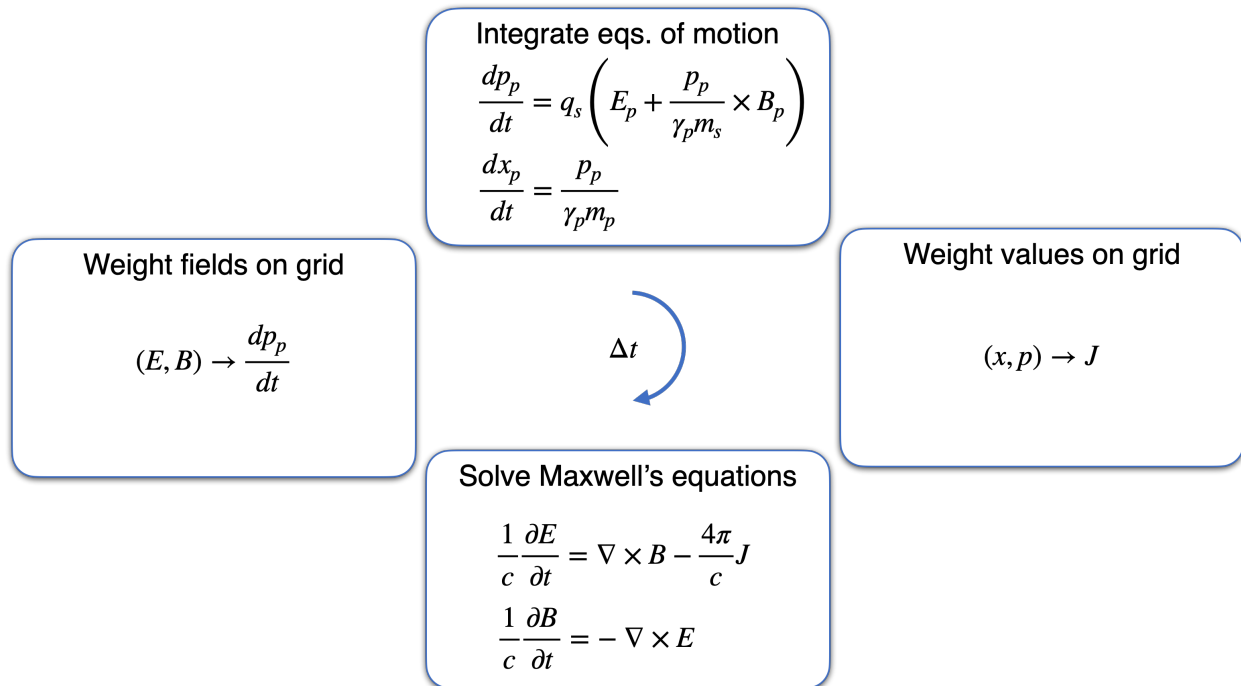 Integrate eqs. of motion
dp_p/dt = q_s ( E_p + p_p/(γ_p m_s) × B_p )
dx_p/dt = p_p/(γ_p m_p)
Weight fields on grid
(E, B) → dp_p/dt
Δt
Weight values on grid
(x, p) → J
Solve Maxwell’s equations
1/c ∂E/∂t = ∇ × B − 4π/c J
1/c ∂B/∂t = − ∇ × E